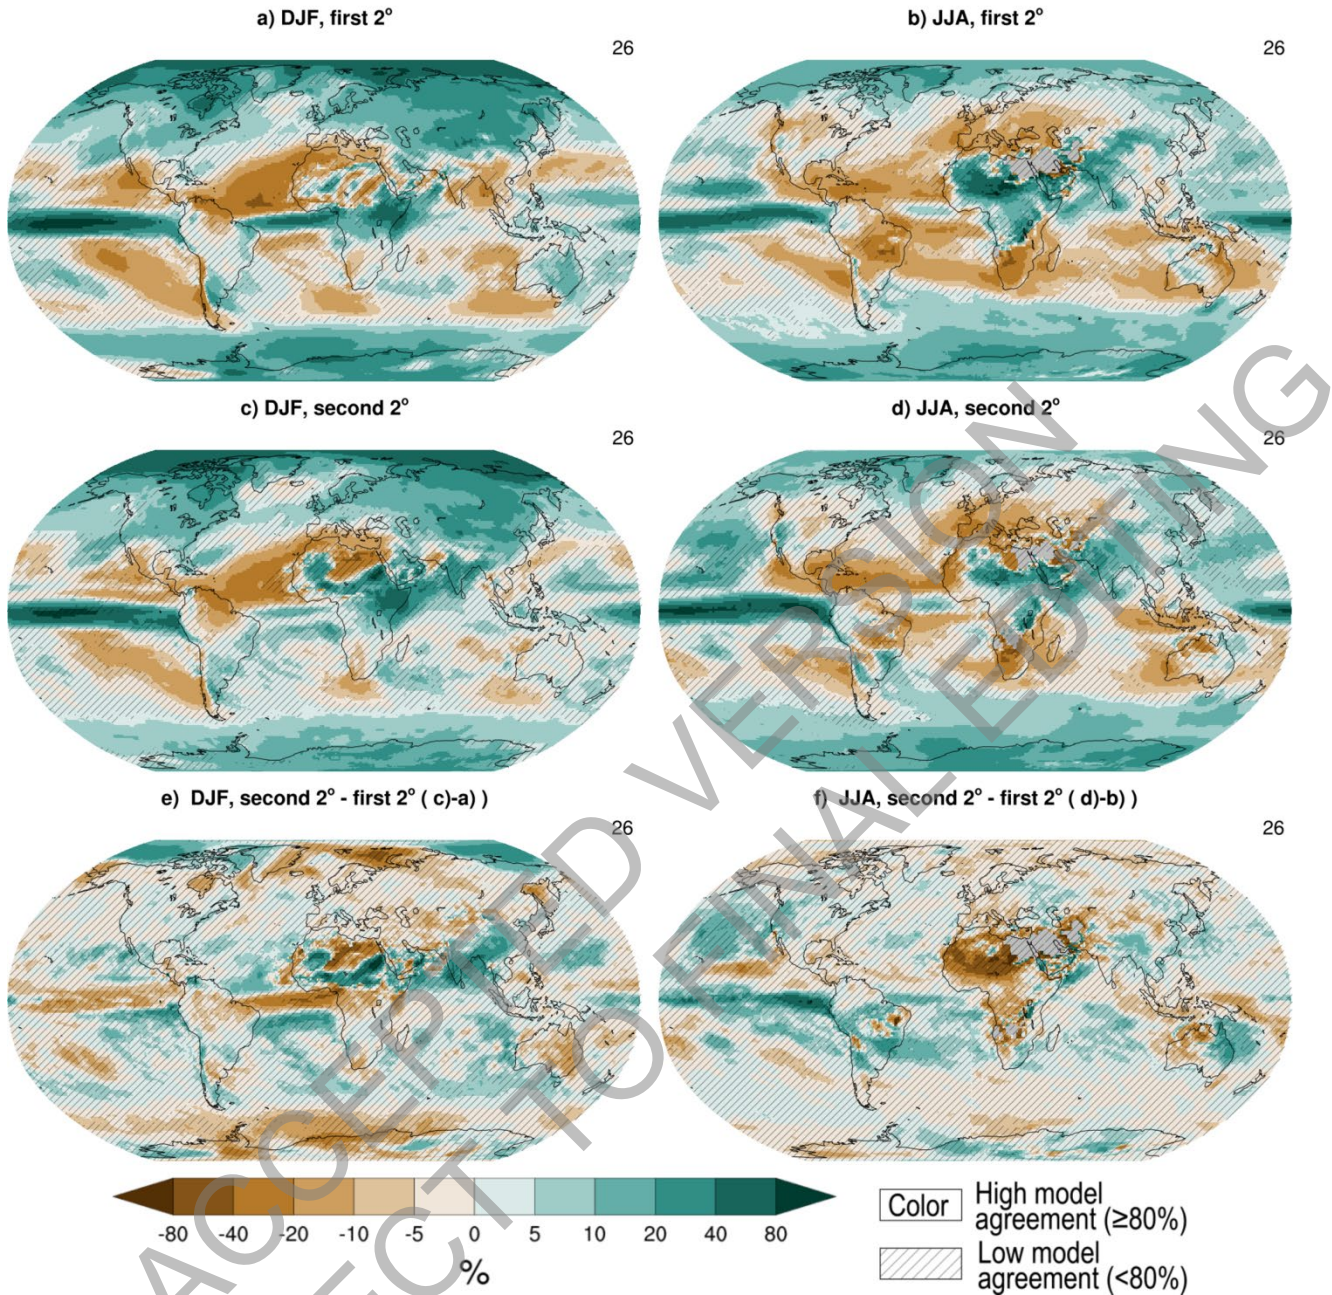 a) DJF, first 2°
b) JJA, first 2°
26
26
c) DJF, second 2°
d) JJA, second 2°
26
26
e) DJF, second 2° - first 2° ( c)-a) )
f) JJA, second 2° - first 2° ( d)-b) )
26
26
-80 -40 -20 -10 -5 0 5 10 20 40 80
%
Color
High model
agreement (≥80%)
Low model
agreement (<80%)
ACCEPTED VERSION
SUBJECT TO FINAL EDITING